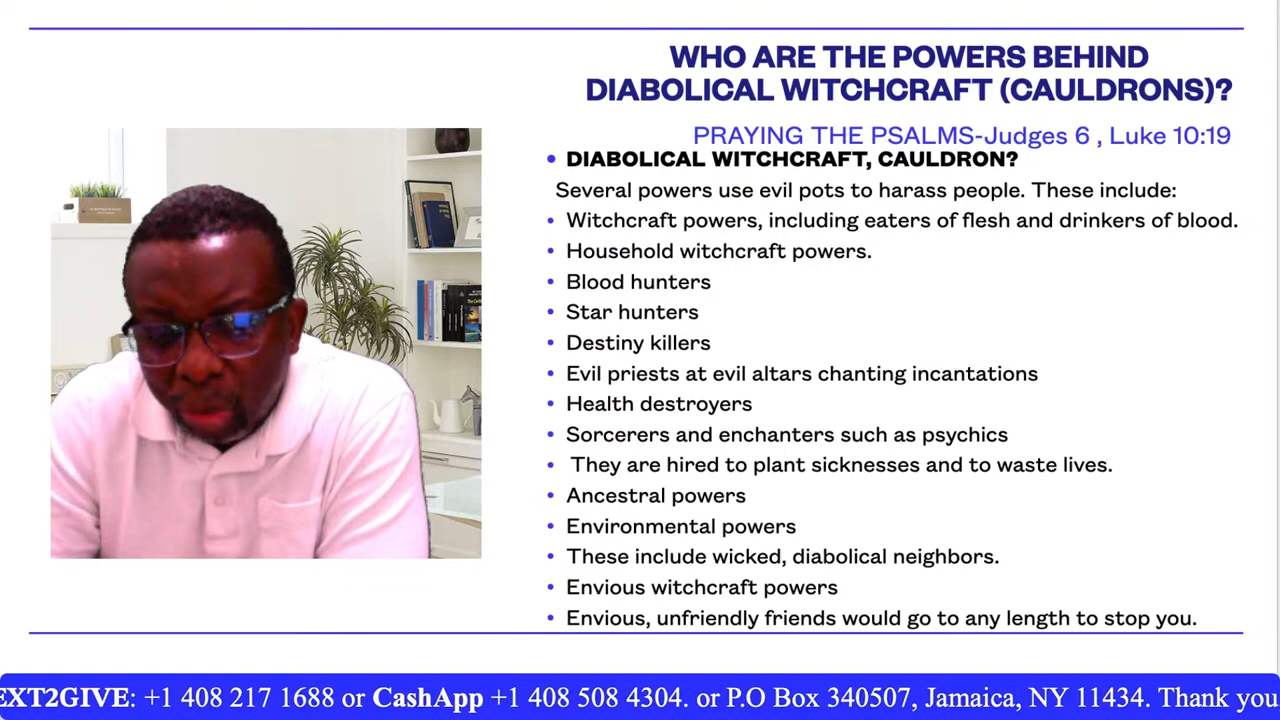 WHO ARE THE POWERS BEHIND
DIABOLICAL WITCHCRAFT (CAULDRONS)?
PRAYING THE PSALMS-Judges 6 , Luke 10:19
• DIABOLICAL WITCHCRAFT, CAULDRON?
Several powers use evil pots to harass people. These include:
• Witchcraft powers, including eaters of flesh and drinkers of blood.
• Household witchcraft powers.
• Blood hunters
• Star hunters
• Destiny killers
• Evil priests at evil altars chanting incantations
• Health destroyers
• Sorcerers and enchanters such as psychics
• They are hired to plant sicknesses and to waste lives.
• Ancestral powers
• Environmental powers
• These include wicked, diabolical neighbors.
• Envious witchcraft powers
• Envious, unfriendly friends would go to any length to stop you.
EXT2GIVE: +1 408 217 1688 or CashApp +1 408 508 4304. or P.O Box 340507, Jamaica, NY 11434. Thank you